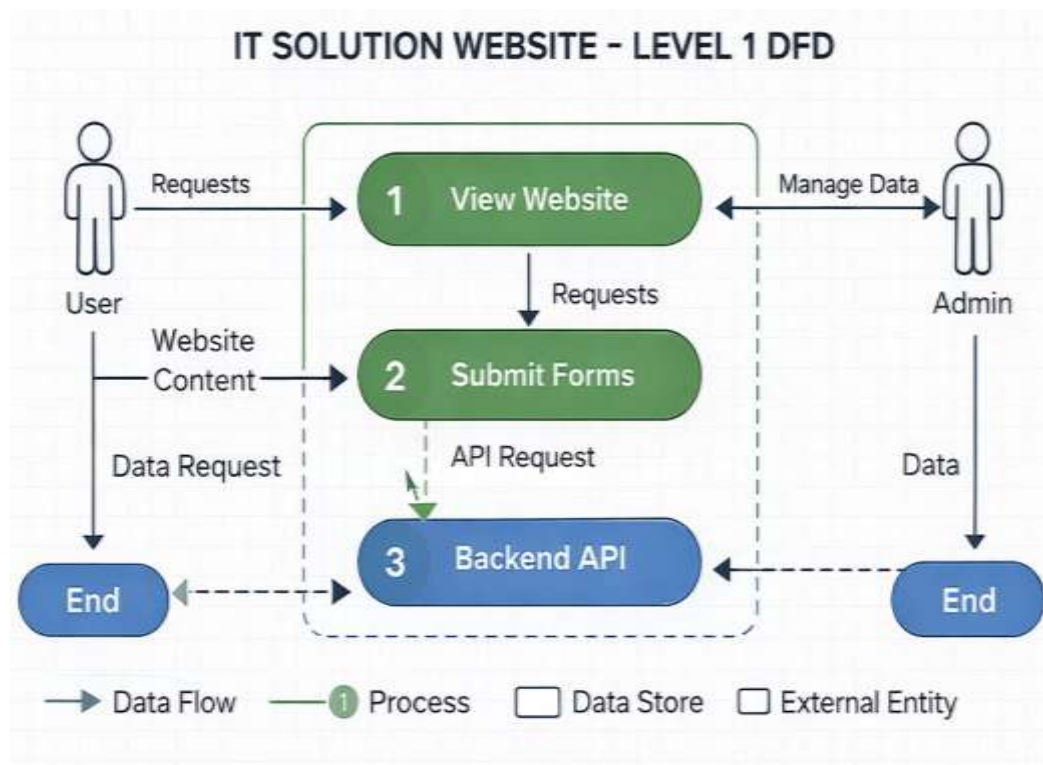 IT SOLUTION WEBSITE - LEVEL 1 DFD
Requests
1 View Website
Manage Data
User
Requests
Admin
Website
Content
2 Submit Forms
Data Request
API Request
Data
3 Backend API
End
End
Data Flow
1 Process
Data Store
External Entity